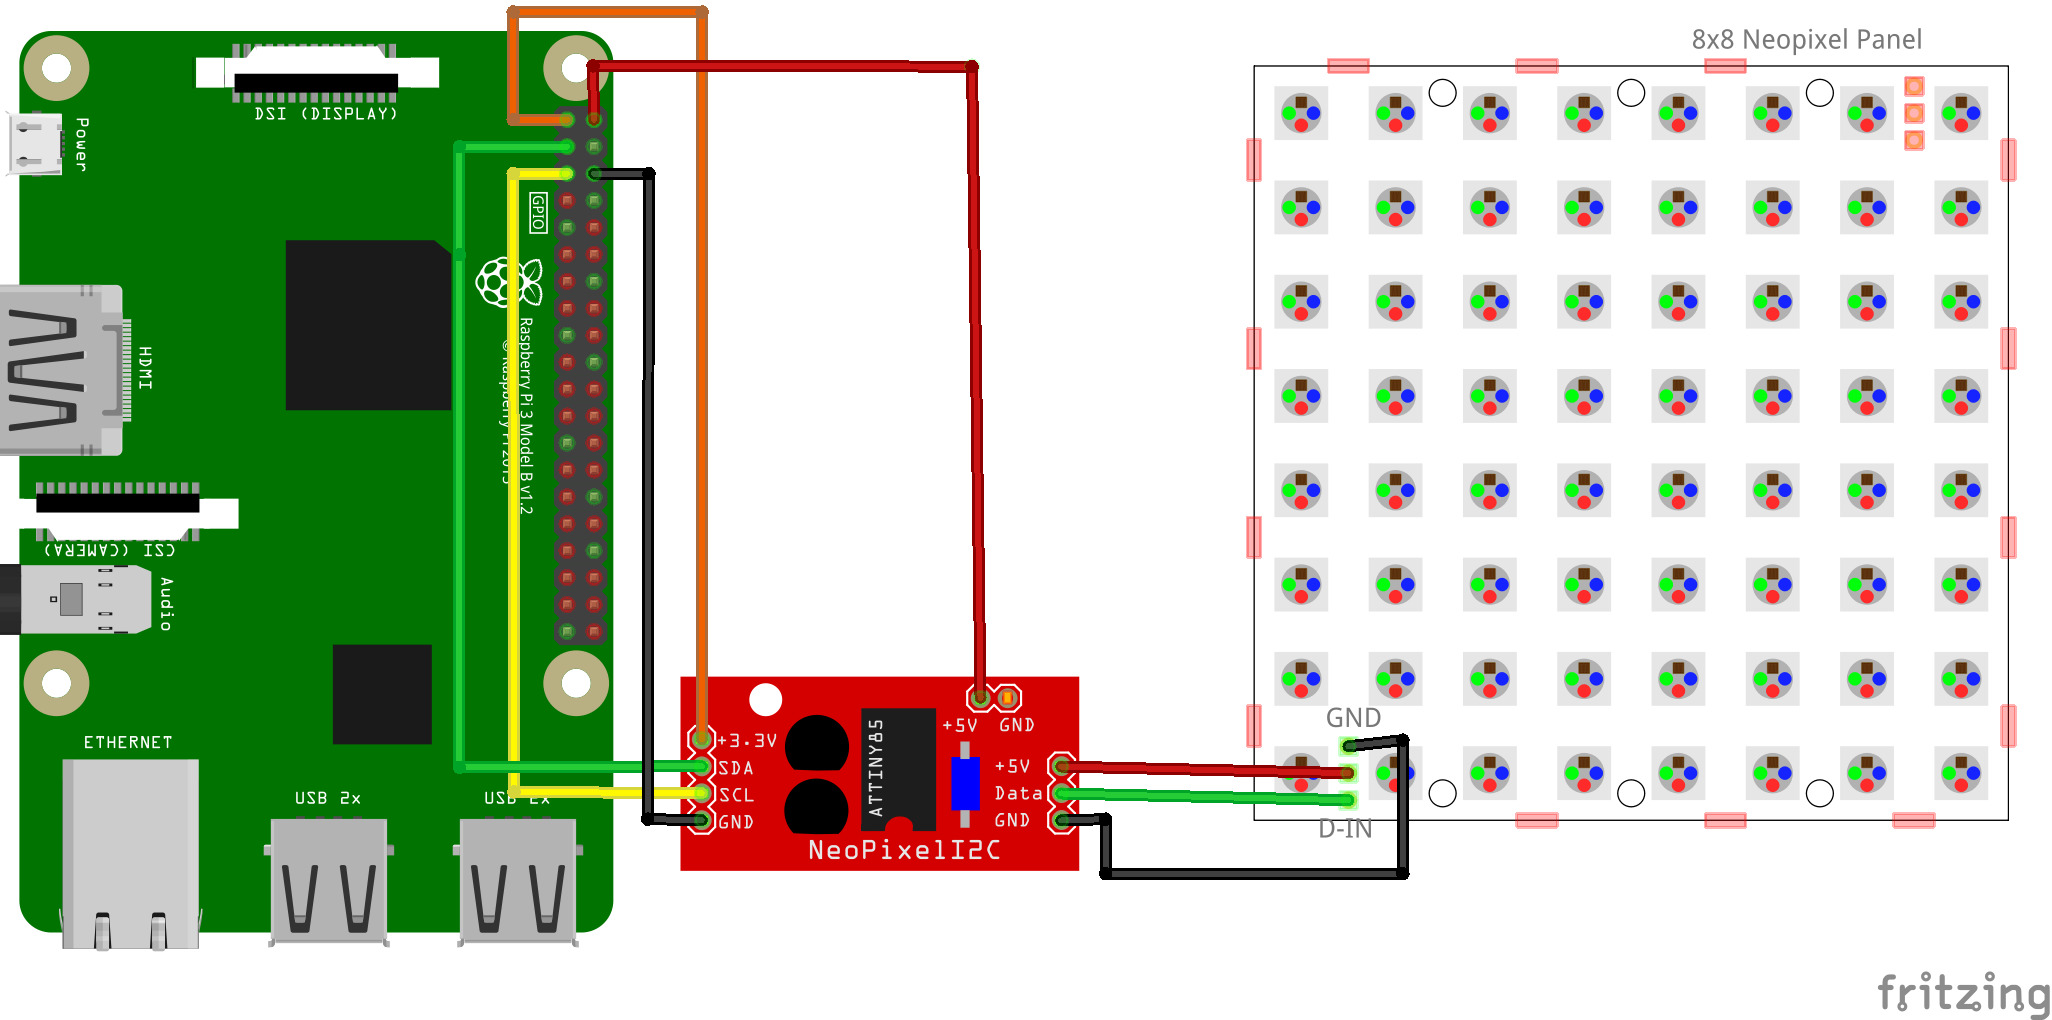 8x8 Neopixel Panel
DSI (DISPLAY)
Power
GPIO
HDMI
Raspberry Pi 3 Model B v1.2
© Raspberry Pi 2015
CSI (CAMERA)
Audio
ETHERNET
USB 2x
USB 2x
+3.3V
SDA
SCL
GND
ATTINY85
+5V GND
+5V
Data
GND
NeoPixelI2C
GND
D-IN
fritzing